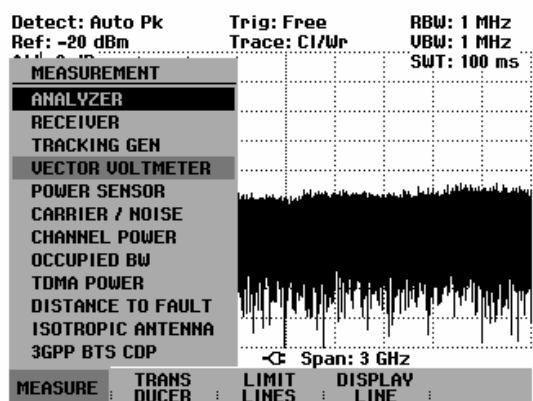 Detect: Auto Pk Trig: Free RBW: 1 MHz
Ref: -20 dBm Trace: Cl/Wr VBW: 1 MHz
SWT: 100 ms
MEASUREMENT
ANALYZER
RECEIVER
TRACKING GEN
VECTOR VOLTMETER
POWER SENSOR
CARRIER / NOISE
CHANNEL POWER
OCCUPIED BW
TDMA POWER
DISTANCE TO FAULT
ISOTROPIC ANTENNA
3GPP BTS CDP
Span: 3 GHz
MEASURE TRANS LIMIT DISPLAY
DUCER LINES LINE